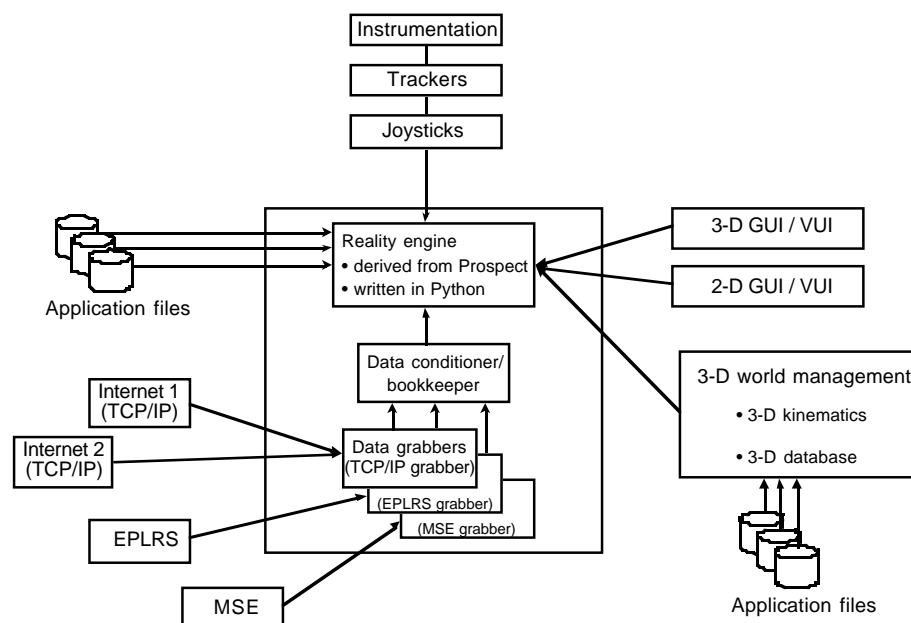 Instrumentation
Trackers
Joysticks
Reality engine
• derived from Prospect
• written in Python
3-D GUI / VUI
2-D GUI / VUI
Application files
Data conditioner/
bookkeeper
3-D world management
• 3-D kinematics
• 3-D database
Internet 1
(TCP/IP)
Internet 2
(TCP/IP)
Data grabbers
(TCP/IP grabber)
(EPLRS grabber)
(MSE grabber)
EPLRS
MSE
Application files